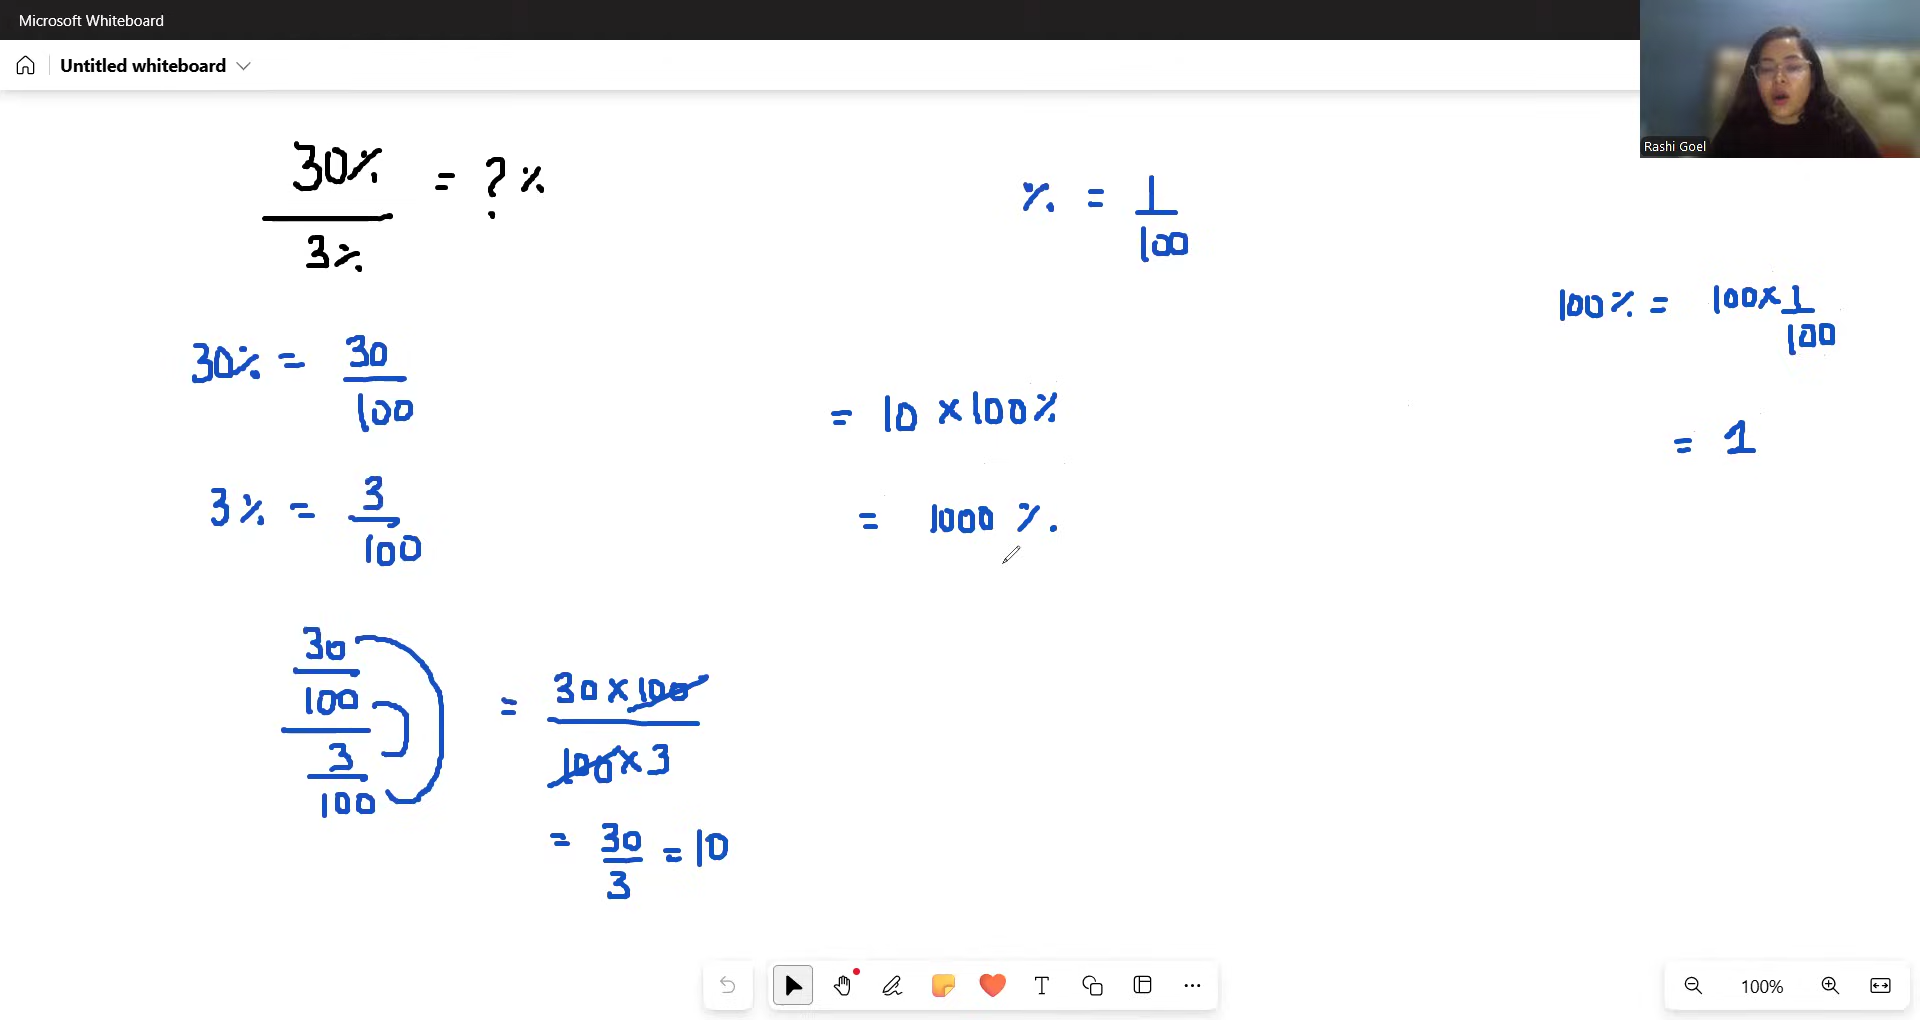 Microsoft Whiteboard
Untitled whiteboard
Rashi Goel
30%
3%
= ?%
% = 1/100
100% = 100 × 1/100
= 1
30% = 30/100
3% = 3/100
= 10 × 100%
= 1000 %.
30/100
3/100
= 30 × 100
100 × 3
= 30/3 = 10
100%